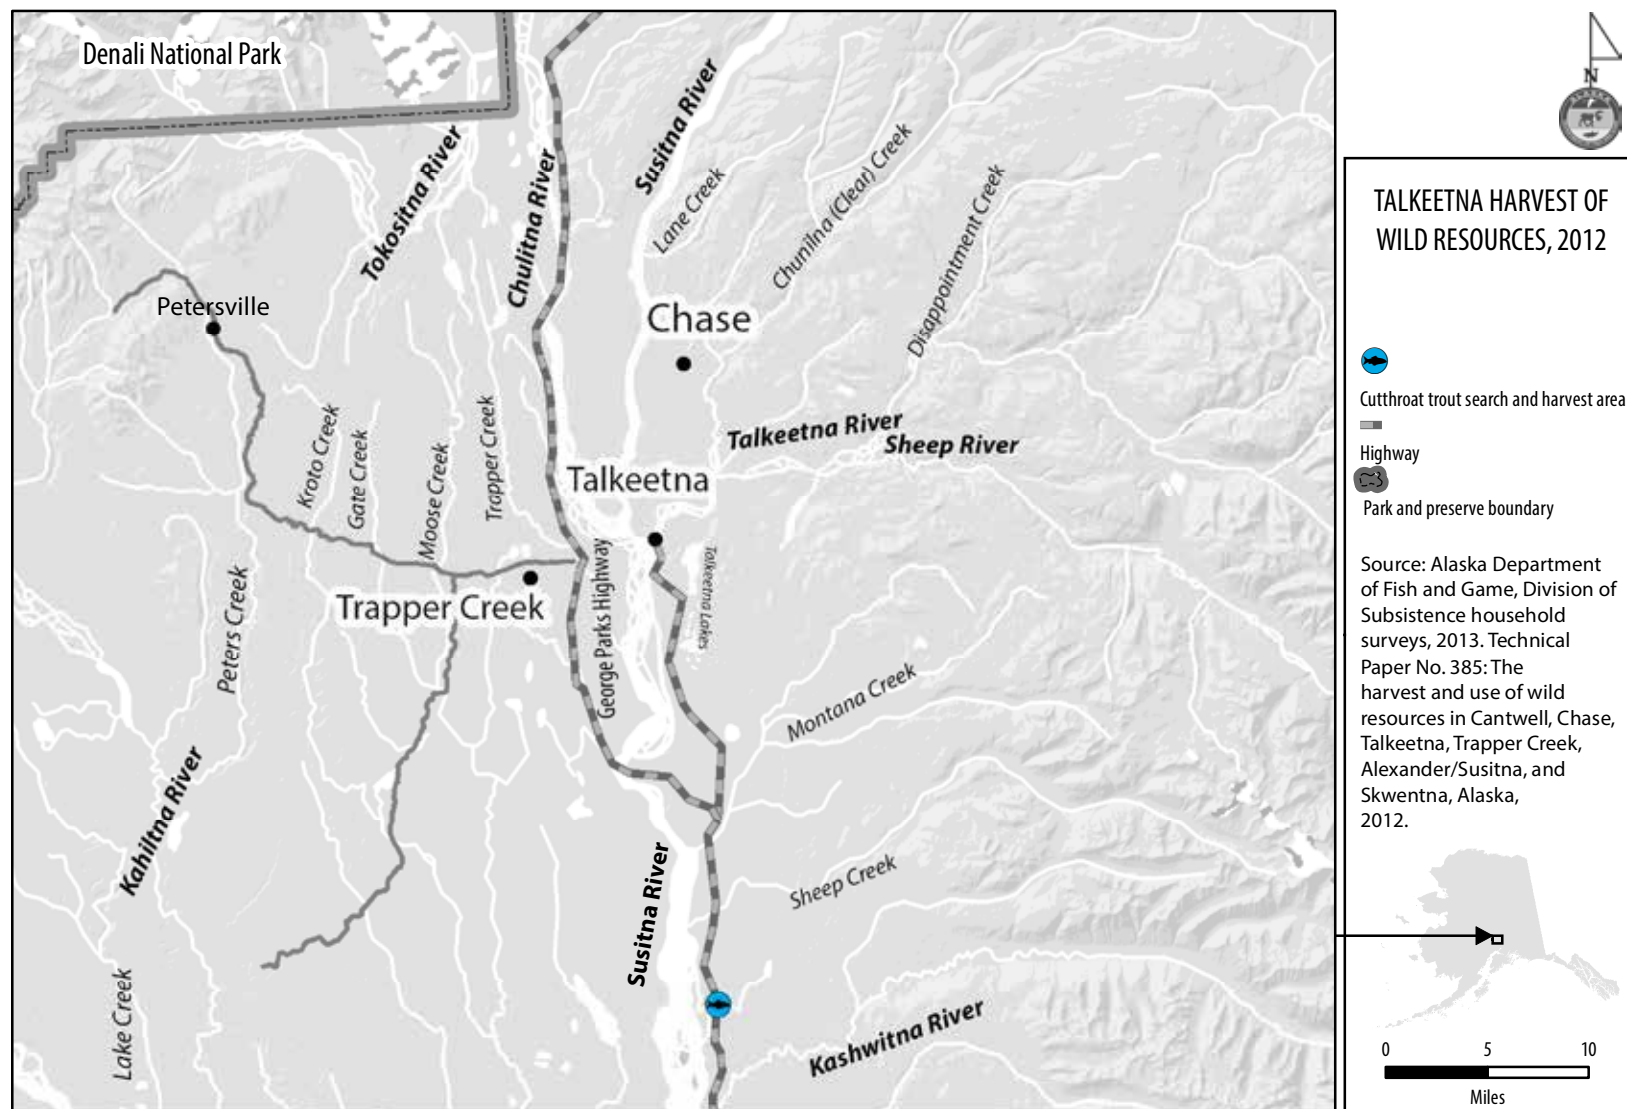 Denali National Park
Tokositna River
Chulitna River
Susitna River
Lane Creek
Chunilna (Clear) Creek
Disappointment Creek
Petersville
Chase
Kroto Creek
Gate Creek
Moose Creek
Trapper Creek
Talkeetna River
Sheep River
Talkeetna
Talkeetna Lakes
George Parks Highway
Trapper Creek
Peters Creek
Montana Creek
Kahiltna River
Sheep Creek
Susitna River
Lake Creek
Kashwitna River
N
ALASKA
TALKEETNA HARVEST OF
WILD RESOURCES, 2012
Cutthroat trout search and harvest area
Highway
Park and preserve boundary
Source: Alaska Department
of Fish and Game, Division of
Subsistence household
surveys, 2013. Technical
Paper No. 385: The
harvest and use of wild
resources in Cantwell, Chase,
Talkeetna, Trapper Creek,
Alexander/Susitna, and
Skwentna, Alaska,
2012.
0 5 10
Miles